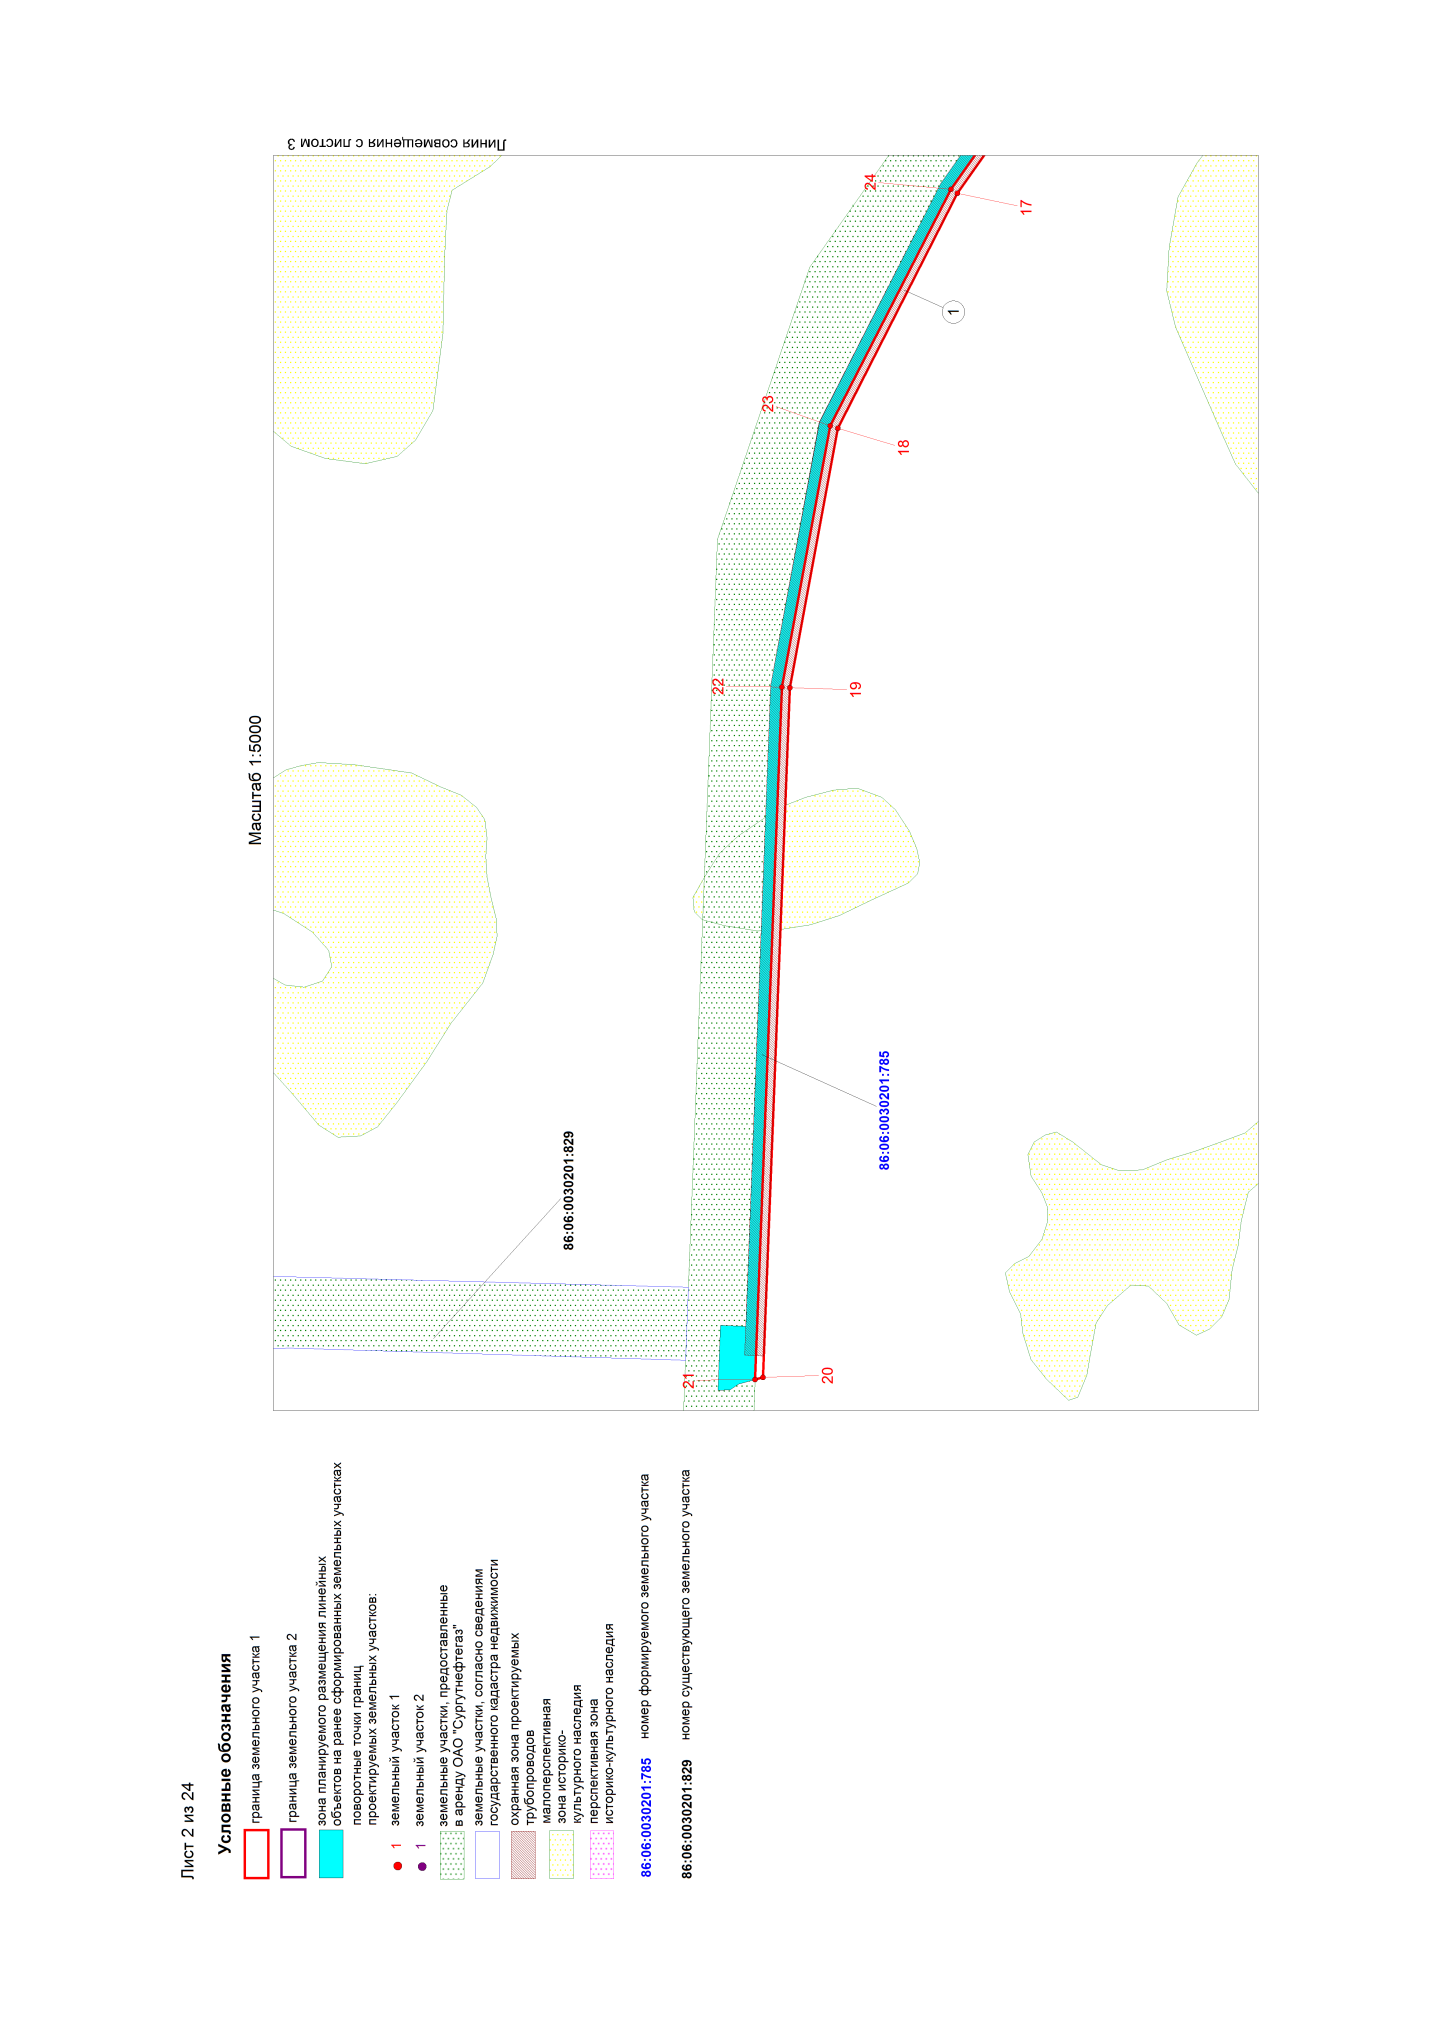 Лист 2 из 24
Условные обозначения
граница земельного участка 1
граница земельного участка 2
зона планируемого размещения линейных
объектов на ранее сформированных земельных участках
поворотные точки границ
проектируемых земельных участков:
1 земельный участок 1
1 земельный участок 2
земельные участки, предоставленные
в аренду ОАО "Сургутнефтегаз"
земельные участки, согласно сведениям
государственного кадастра недвижимости
охранная зона проектируемых
трубопроводов
малоперспективная
зона историко-
культурного наследия
перспективная зона
историко-культурного наследия
86:06:0030201:785 номер формируемого земельного участка
86:06:0030201:829 номер существующего земельного участка
Масштаб 1:5000
Линия совмещения с листом 3
86:06:0030201:829
86:06:0030201:785
21
20
22
19
23
18
1
24
17